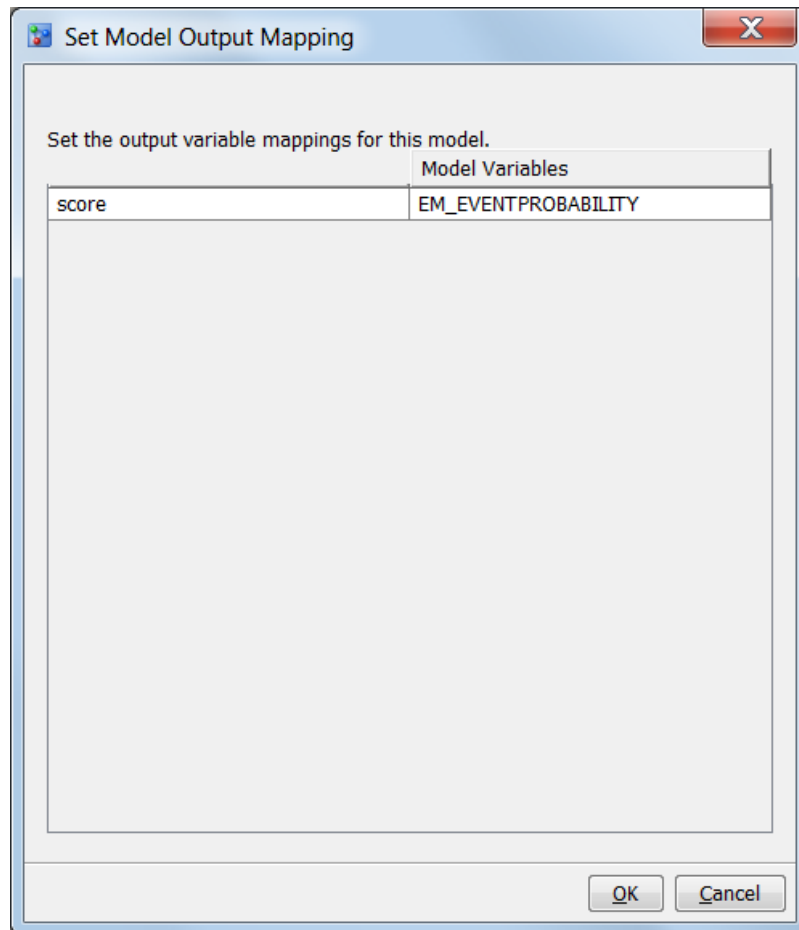 Set Model Output Mapping
Set the output variable mappings for this model.
Model Variables
score EM_EVENTPROBABILITY
OK Cancel